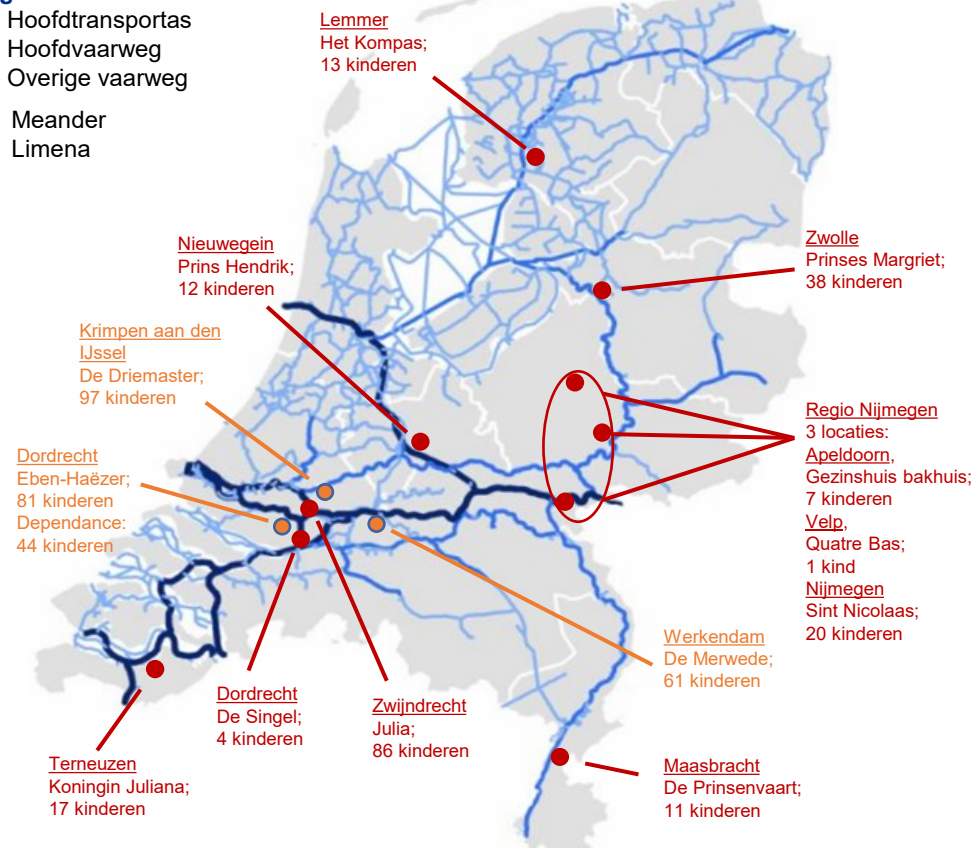 Hoofdtransportas
Hoofdvaarweg
Overige vaarweg
Meander
Limena
Lemmer
Het Kompas;
13 kinderen
Nieuwegein
Prins Hendrik;
12 kinderen
Zwolle
Prinses Margriet;
38 kinderen
Krimpen aan den
IJssel
De Driemaster;
97 kinderen
Regio Nijmegen
3 locaties:
Apeldoorn,
Gezinshuis bakhuis;
7 kinderen
Velp,
Quatre Bas;
1 kind
Nijmegen
Sint Nicolaas;
20 kinderen
Dordrecht
Eben-Haëzer;
81 kinderen
Dependance:
44 kinderen
Werkendam
De Merwede;
61 kinderen
Dordrecht
De Singel;
4 kinderen
Zwijndrecht
Julia;
86 kinderen
Terneuzen
Koningin Juliana;
17 kinderen
Maasbracht
De Prinsenvaart;
11 kinderen